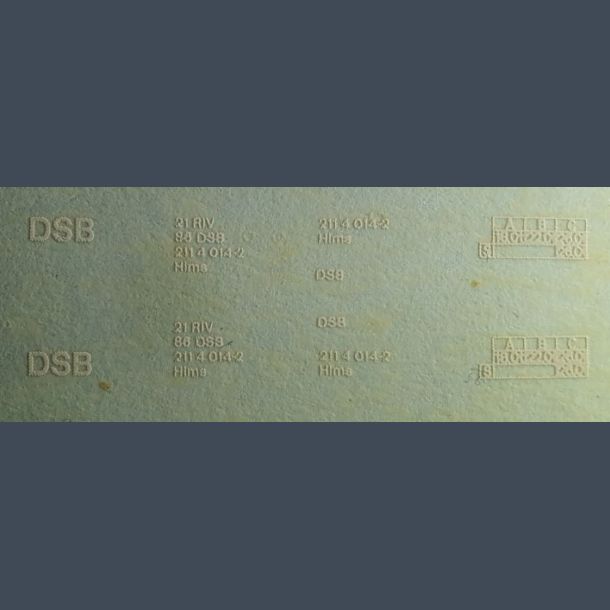 DSB
21 RIV
86 DSB
211 4 014-2
Hims
211 4 014-2
Hims
DSB
A B C
S
21 RIV
86 DSB
211 4 014-2
Hims
DSB
211 4 014-2
Hims
DSB
A B C
S